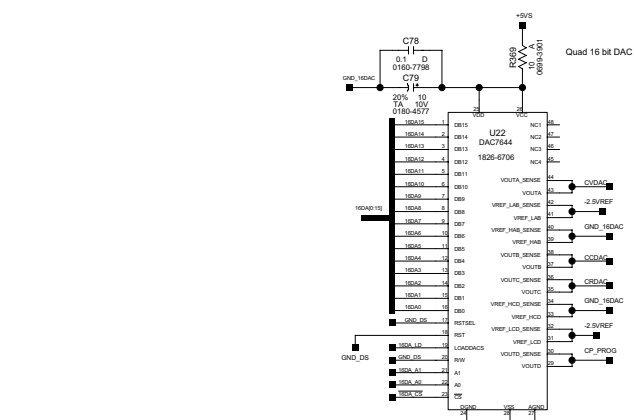 +5VS
Quad 16 bit DAC
R369
10 A
0699-3901
C78
0.1 D
0160-7798
GND_16DAC
C79
20% 10
TA 10V
0180-4577
25 VDD
26 VCC
U22
DAC7644
1826-6706
16DA[0:15]
16DA15 1 DB15
16DA14 2 DB14
16DA13 3 DB13
16DA12 4 DB12
16DA11 5 DB11
16DA10 6 DB10
16DA9 7 DB9
16DA8 8 DB8
16DA7 9 DB7
16DA6 10 DB6
16DA5 11 DB5
16DA4 12 DB4
16DA3 13 DB3
16DA2 14 DB2
16DA1 15 DB1
16DA0 16 DB0
GND_DS 17 RSTSEL
GND_DS 18 RST
16DA_LD 19 LOADDACS
GND_DS 20 R/W
16DA_A1 21 A1
16DA_A0 22 A0
16DA_CS 23 CS
NC1 48
NC2 47
NC3 46
NC4 45
VOUTA_SENSE 44
VOUTA 43 CVDAC
VREF_LAB_SENSE 42
VREF_LAB 41 -2.5VREF
VREF_HAB_SENSE 40
VREF_HAB 39 GND_16DAC
VOUTB_SENSE 38
VOUTB 37 CCDAC
VOUTC_SENSE 36
VOUTC 35 CRDAC
VREF_HCD_SENSE 34
VREF_HCD 33 GND_16DAC
VREF_LCD_SENSE 32
VREF_LCD 31 -2.5VREF
VOUTD_SENSE 30
VOUTD 29 CP_PROG
DGND 24
VSS 28
AGND 27